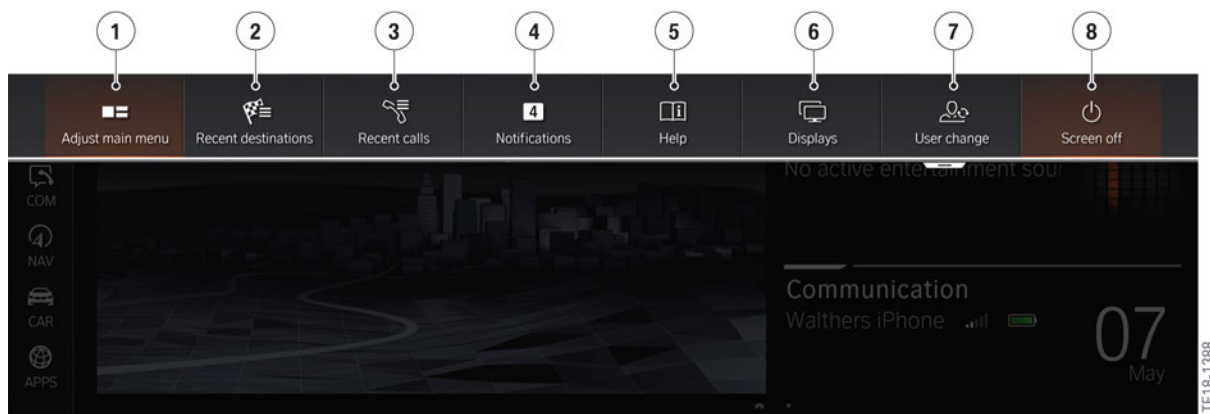 1 2 3 4 5 6 7 8
4
Adjust main menu Recent destinations Recent calls Notifications Help Displays User change Screen off
No active entertainment sou
COM
NAV
Communication
CAR
Walthers iPhone
07
May
APPS
TE18-1388